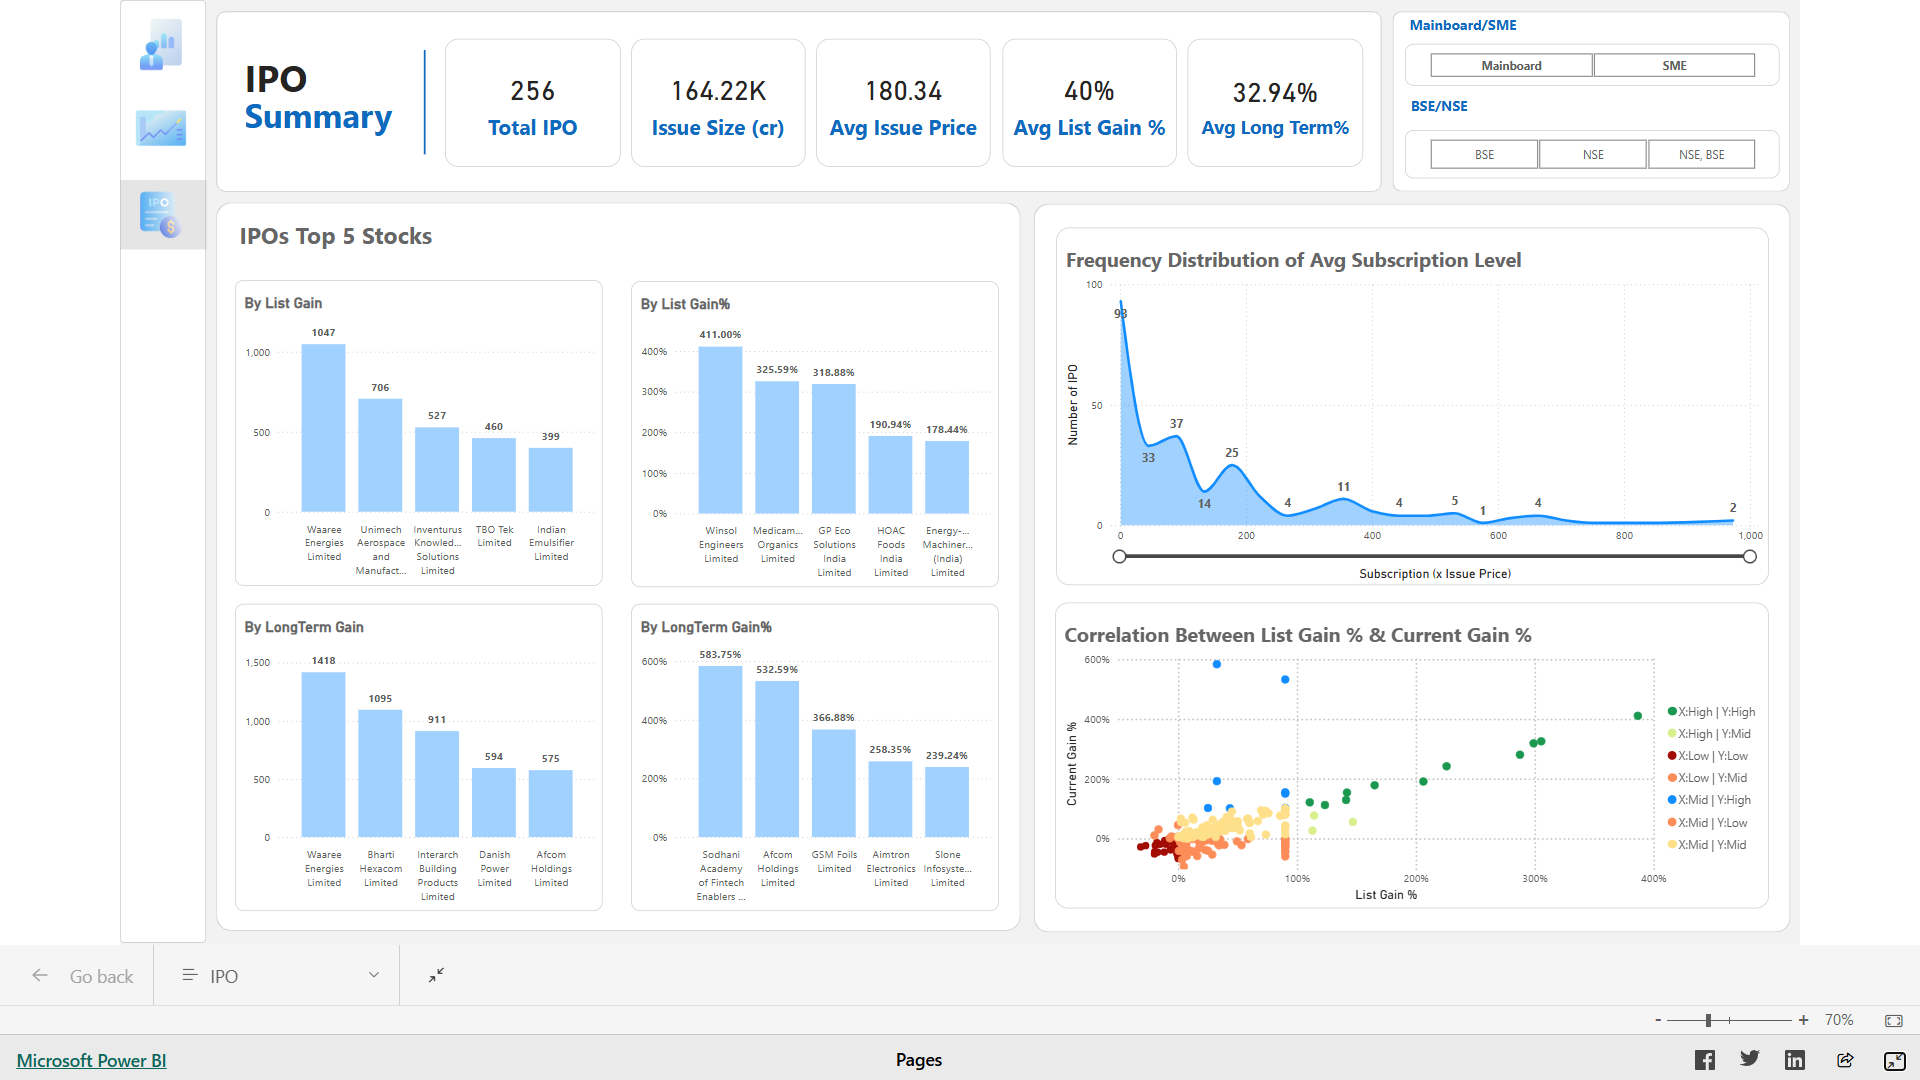 IPO
IPO
Summary
256
Total IPO
164.22K
Issue Size (cr)
180.34
Avg Issue Price
40%
Avg List Gain %
32.94%
Avg Long Term%
Mainboard/SME
Mainboard
SME
BSE/NSE
BSE
NSE
NSE, BSE
IPOs Top 5 Stocks
By List Gain
1,000
500
0
1047
706
527
460
399
Waaree
Energies
Limited
Unimech
Aerospace
and
Manufact...
Inventurus
Knowled...
Solutions
Limited
TBO Tek
Limited
Indian
Emulsifier
Limited
By List Gain%
400%
300%
200%
100%
0%
411.00%
325.59%
318.88%
190.94%
178.44%
Winsol
Engineers
Limited
Medicam...
Organics
Limited
GP Eco
Solutions
India
Limited
HOAC
Foods
India
Limited
Energy-...
Machiner...
(India)
Limited
By LongTerm Gain
1,500
1,000
500
0
1418
1095
911
594
575
Waaree
Energies
Limited
Bharti
Hexacom
Limited
Interarch
Building
Products
Limited
Danish
Power
Limited
Afcom
Holdings
Limited
By LongTerm Gain%
600%
400%
200%
0%
583.75%
532.59%
366.88%
258.35%
239.24%
Sodhani
Academy
of Fintech
Enablers ...
Afcom
Holdings
Limited
GSM Foils
Limited
Aimtron
Electronics
Limited
Slone
Infosyste...
Limited
Frequency Distribution of Avg Subscription Level
Number of IPO
100
50
0
93
33
37
14
25
4
11
4
5
1
4
2
0
200
400
600
800
1,000
Subscription (x Issue Price)
Correlation Between List Gain % & Current Gain %
Current Gain %
600%
400%
200%
0%
0%
100%
200%
300%
400%
List Gain %
X:High | Y:High
X:High | Y:Mid
X:Low | Y:Low
X:Low | Y:Mid
X:Mid | Y:High
X:Mid | Y:Low
X:Mid | Y:Mid
Go back
IPO
- + 70%
Microsoft Power BI
Pages